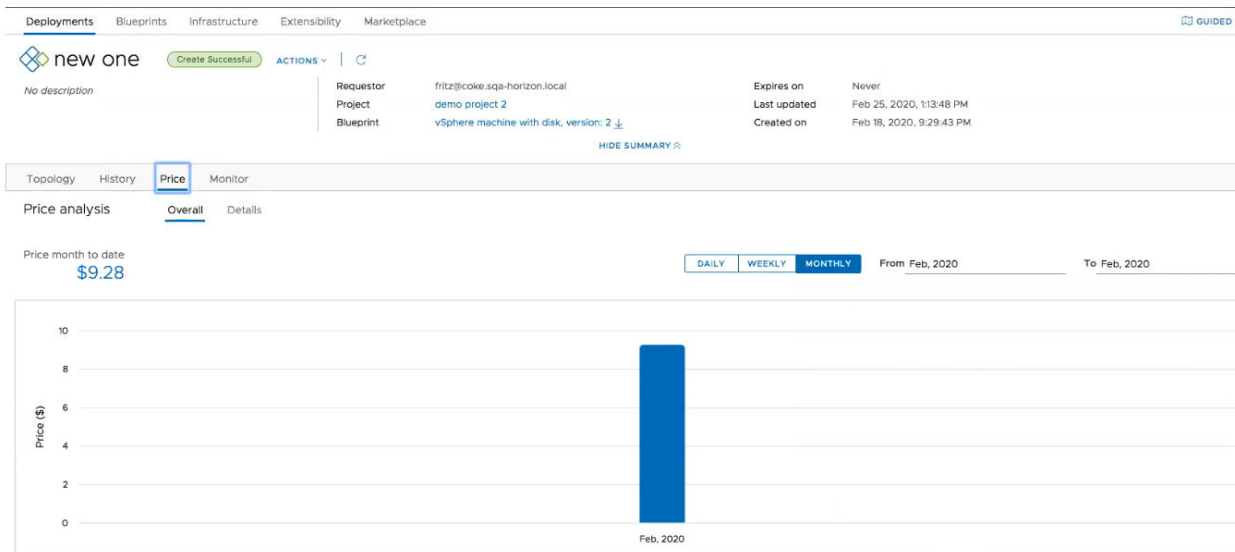 Deployments Blueprints Infrastructure Extensibility Marketplace GUIDED
new one Create Successful ACTIONS
No description
Requestor fritz@coke.sqa-horizon.local Expires on Never
Project demo project 2 Last updated Feb 25, 2020, 1:13:48 PM
Blueprint vSphere machine with disk, version: 2 Created on Feb 18, 2020, 9:29:43 PM
HIDE SUMMARY
Topology History Price Monitor
Price analysis Overall Details
Price month to date
$9.28
DAILY WEEKLY MONTHLY From Feb, 2020 To Feb, 2020
10
8
6
4
2
0
Price ($)
Feb, 2020